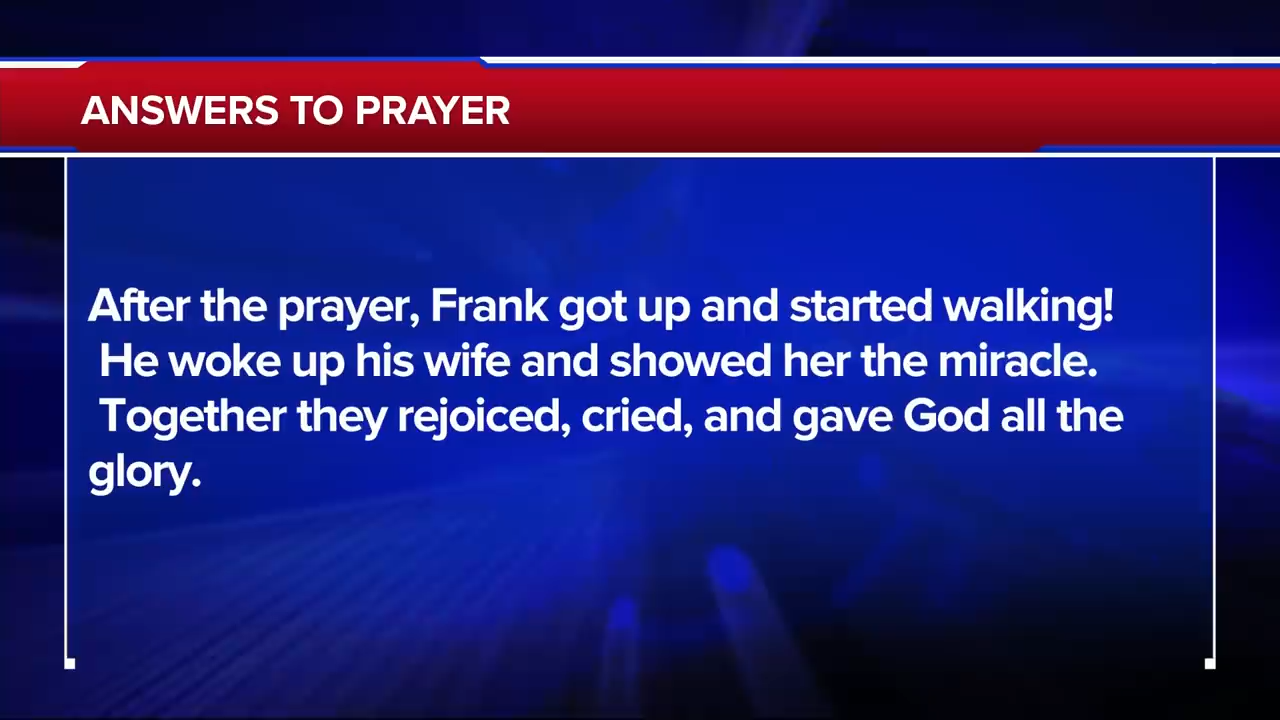 ANSWERS TO PRAYER
After the prayer, Frank got up and started walking!
He woke up his wife and showed her the miracle.
Together they rejoiced, cried, and gave God all the
glory.